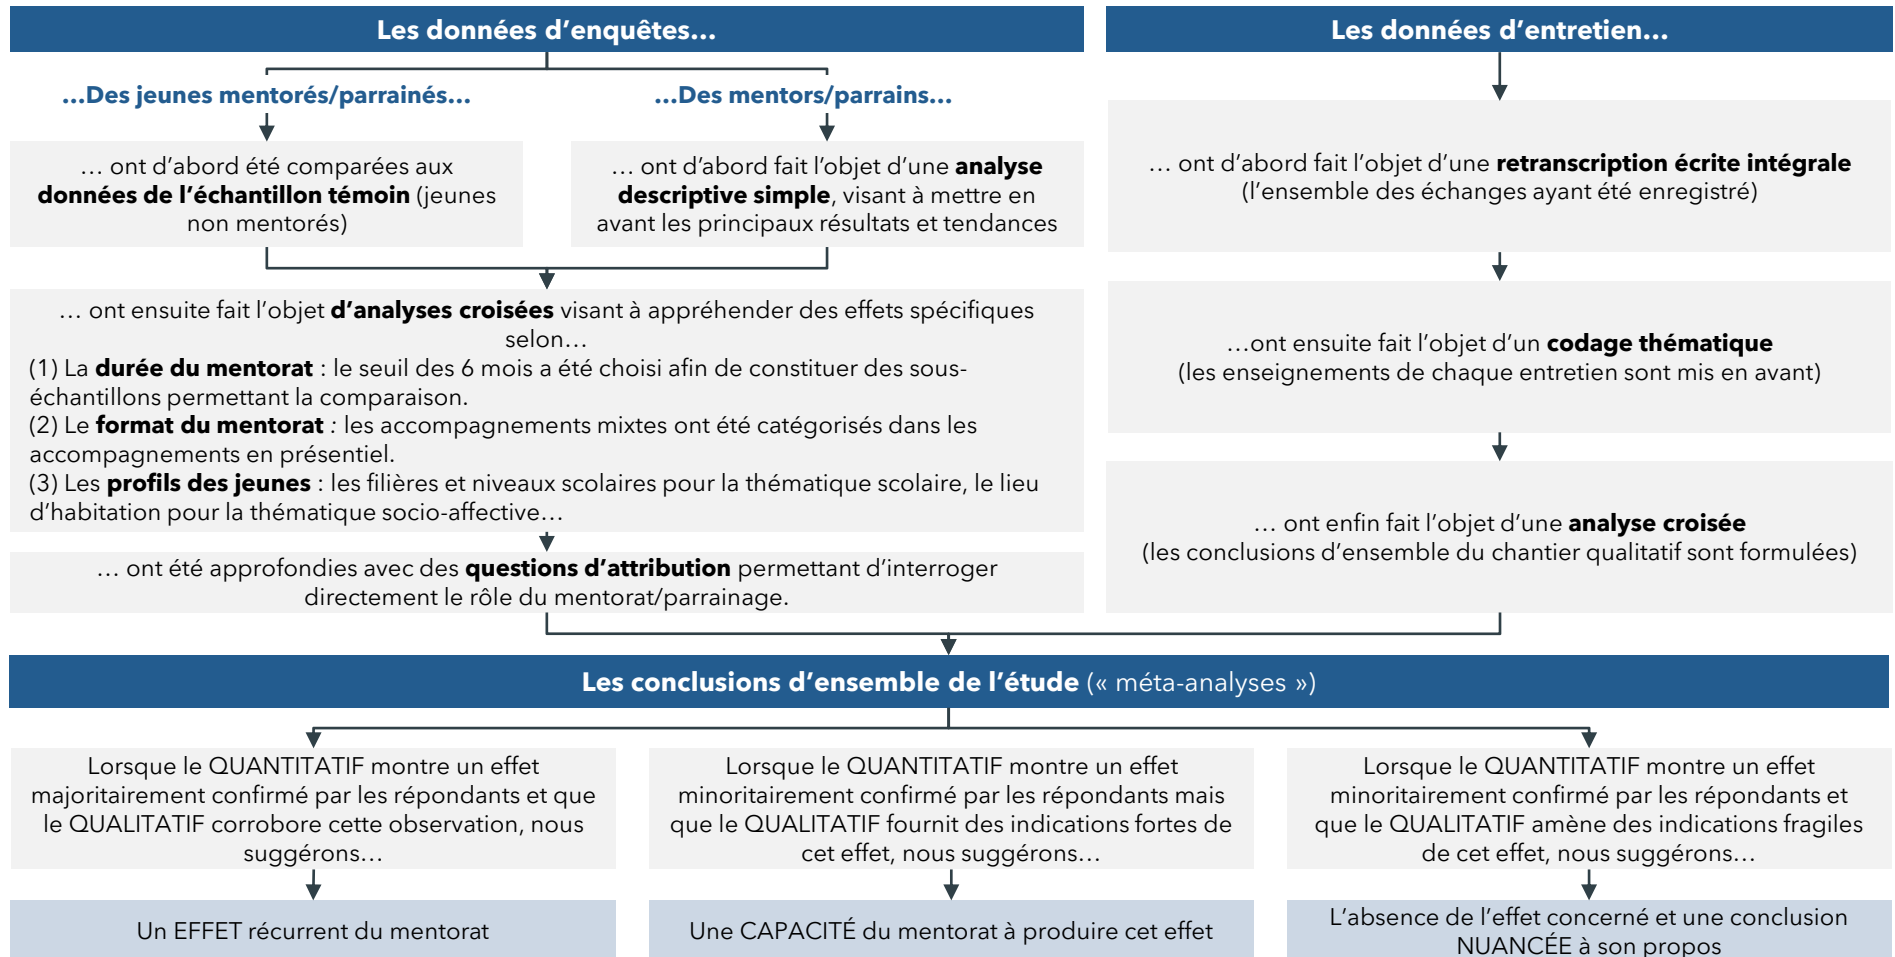 Les données d'enquêtes…
…Des jeunes mentorés/parrainés…
…Des mentors/parrains…
… ont d'abord été comparées aux
données de l'échantillon témoin (jeunes
non mentorés)
… ont d'abord fait l'objet d'une analyse
descriptive simple, visant à mettre en
avant les principaux résultats et tendances
… ont ensuite fait l'objet d'analyses croisées visant à appréhender des effets spécifiques
selon…
(1) La durée du mentorat : le seuil des 6 mois a été choisi afin de constituer des sous-
échantillons permettant la comparaison.
(2) Le format du mentorat : les accompagnements mixtes ont été catégorisés dans les
accompagnements en présentiel.
(3) Les profils des jeunes : les filières et niveaux scolaires pour la thématique scolaire, le lieu
d'habitation pour la thématique socio-affective…
… ont été approfondies avec des questions d'attribution permettant d'interroger
directement le rôle du mentorat/parrainage.
Les données d'entretien…
… ont d'abord fait l'objet d'une retranscription écrite intégrale
(l'ensemble des échanges ayant été enregistré)
…ont ensuite fait l'objet d'un codage thématique
(les enseignements de chaque entretien sont mis en avant)
… ont enfin fait l'objet d'une analyse croisée
(les conclusions d'ensemble du chantier qualitatif sont formulées)
Les conclusions d'ensemble de l'étude (« méta-analyses »)
Lorsque le QUANTITATIF montre un effet
majoritairement confirmé par les répondants et que
le QUALITATIF corrobore cette observation, nous
suggérons…
Un EFFET récurrent du mentorat
Lorsque le QUANTITATIF montre un effet
minoritairement confirmé par les répondants mais
que le QUALITATIF fournit des indications fortes de
cet effet, nous suggérons…
Une CAPACITÉ du mentorat à produire cet effet
Lorsque le QUANTITATIF montre un effet
minoritairement confirmé par les répondants et
que le QUALITATIF amène des indications fragiles
de cet effet, nous suggérons…
L'absence de l'effet concerné et une conclusion
NUANCÉE à son propos